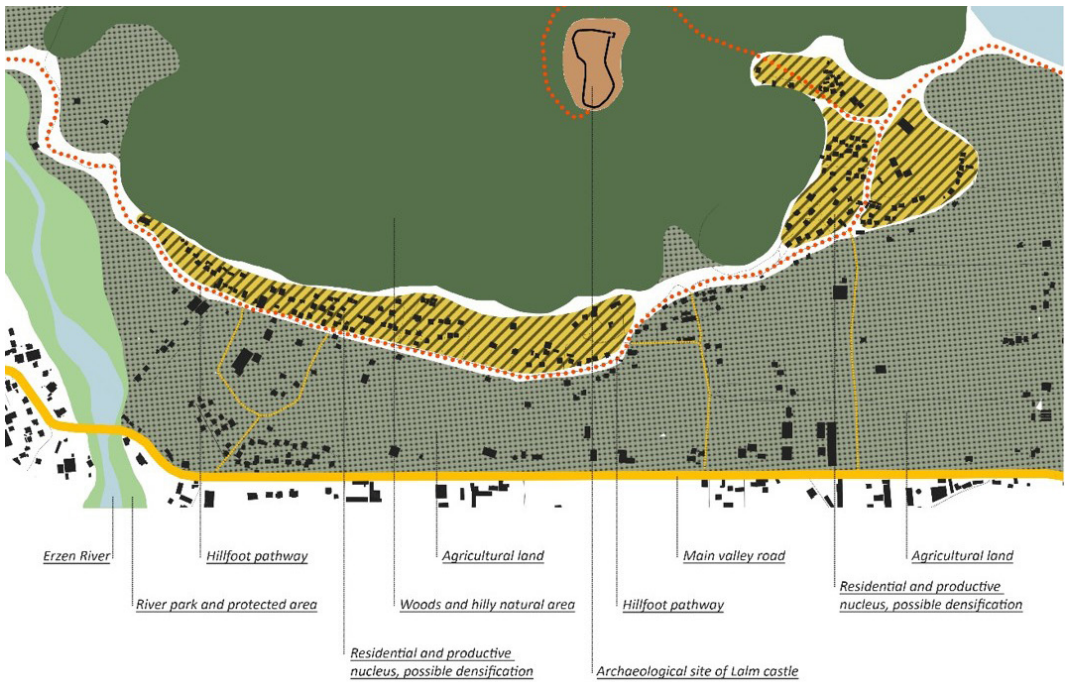 Erzen River
Hillfoot pathway
Agricultural land
Main valley road
Agricultural land
River park and protected area
Woods and hilly natural area
Hillfoot pathway
Residential and productive
nucleus, possible densification
Residential and productive
nucleus, possible densification
Archaeological site of Lalm castle